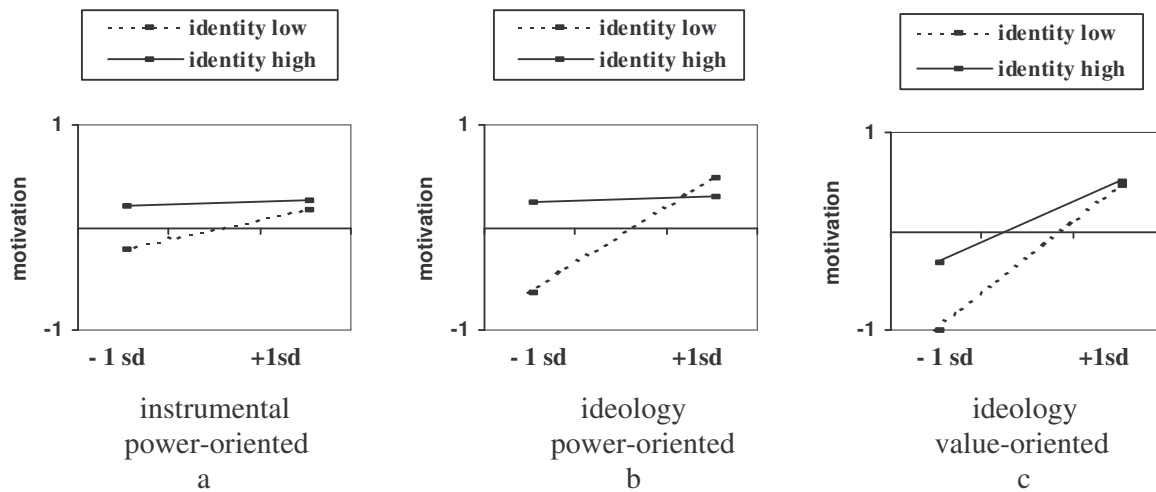 identity low
identity high
1
motivation
-1
- 1 sd
+1sd
instrumental
power-oriented
a
identity low
identity high
1
motivation
-1
- 1 sd
+1sd
ideology
power-oriented
b
identity low
identity high
1
motivation
-1
- 1 sd
+1sd
ideology
value-oriented
c